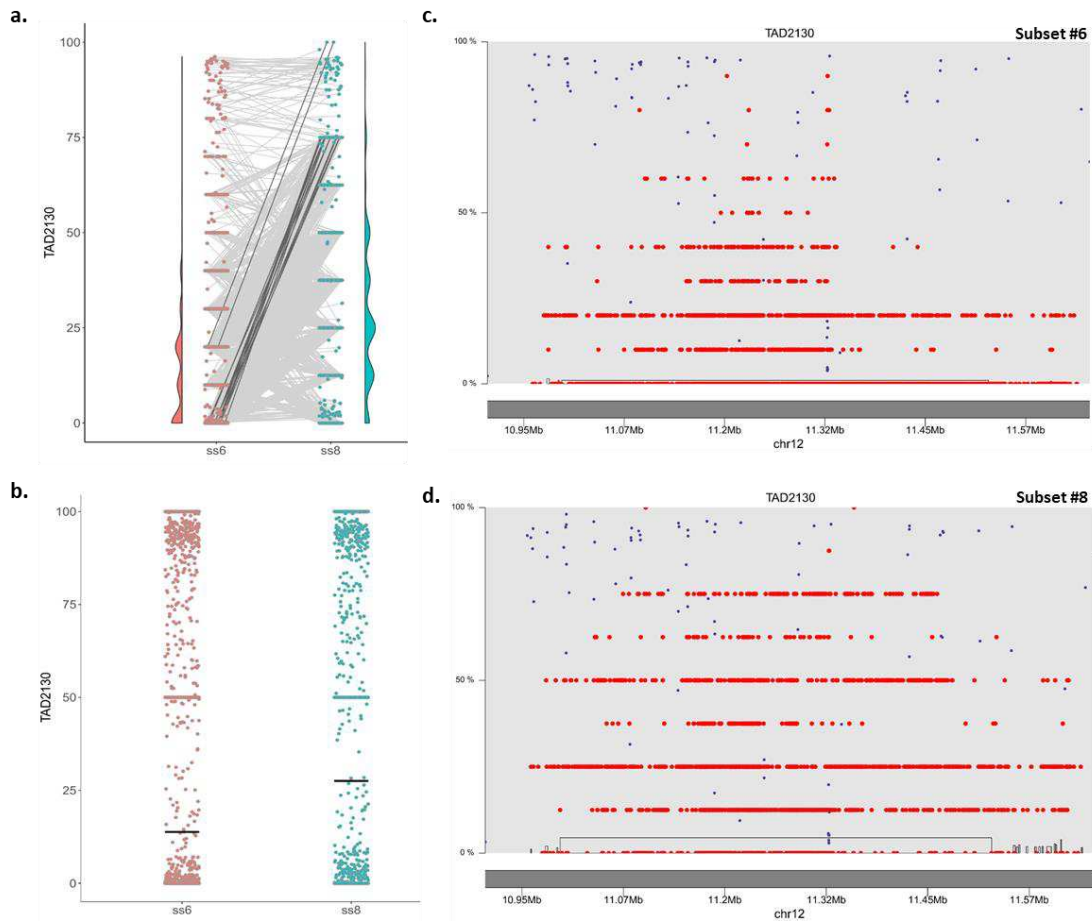 a.
TAD2130
100
75
50
25
0
ss6
ss8
b.
TAD2130
100
75
50
25
0
ss6
ss8
c.
TAD2130
Subset #6
100 %
50 %
0 %
10.95Mb 11.07Mb 11.2Mb 11.32Mb 11.45Mb 11.57Mb
chr12
d.
TAD2130
Subset #8
100 %
50 %
0 %
10.95Mb 11.07Mb 11.2Mb 11.32Mb 11.45Mb 11.57Mb
chr12